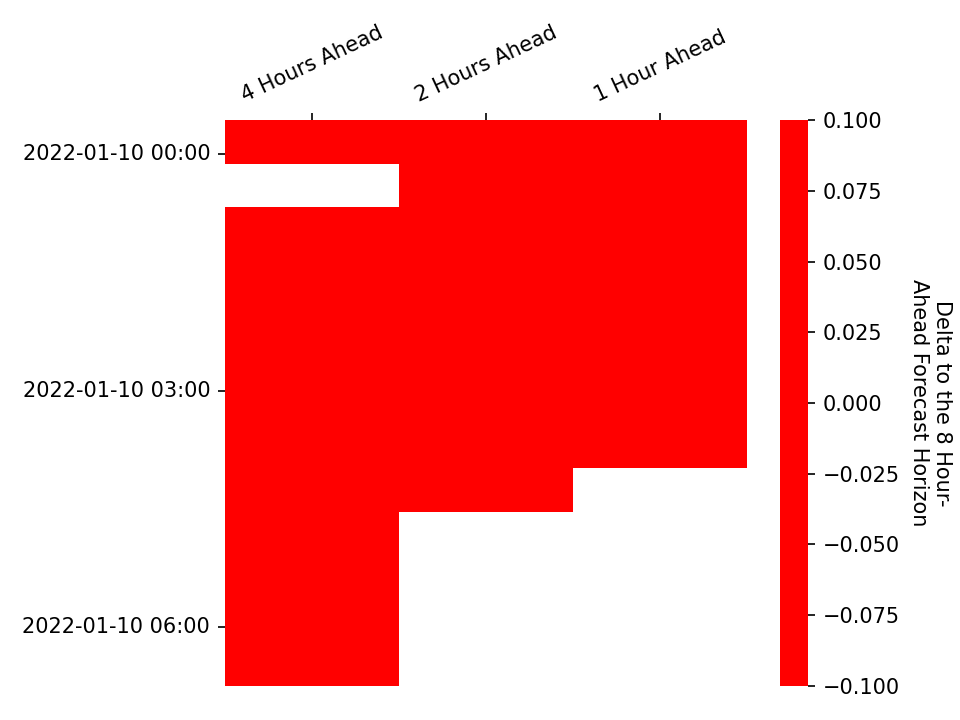 4 Hours Ahead
2 Hours Ahead
1 Hour Ahead
2022-01-10 00:00
2022-01-10 03:00
2022-01-10 06:00
0.100
0.075
0.050
0.025
0.000
−0.025
−0.050
−0.075
−0.100
Delta to the 8 Hour-
Ahead Forecast Horizon